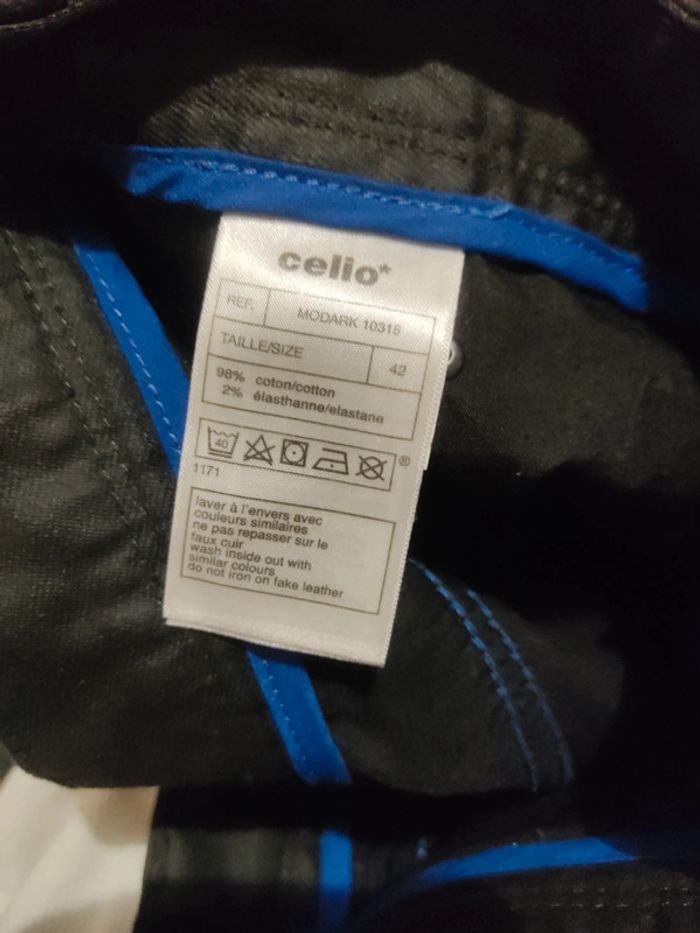 celio*
REF. MODARK 10315
TAILLE/SIZE 42
98% coton/cotton
2% élasthanne/elastane
40 ®
1171
laver à l'envers avec
couleurs similaires
ne pas repasser sur le
faux cuir
wash inside out with
similar colours
do not iron on fake leather